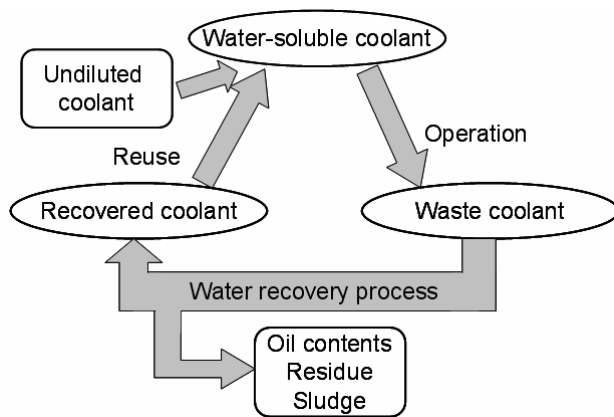 Water-soluble coolant
Undiluted
coolant
Operation
Reuse
Recovered coolant
Waste coolant
Water recovery process
Oil contents
Residue
Sludge